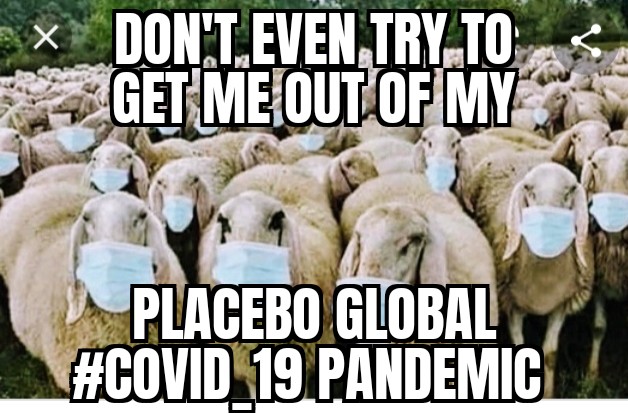 DON'T EVEN TRY TO
GET ME OUT OF MY
PLACEBO GLOBAL
#COVID_19 PANDEMIC